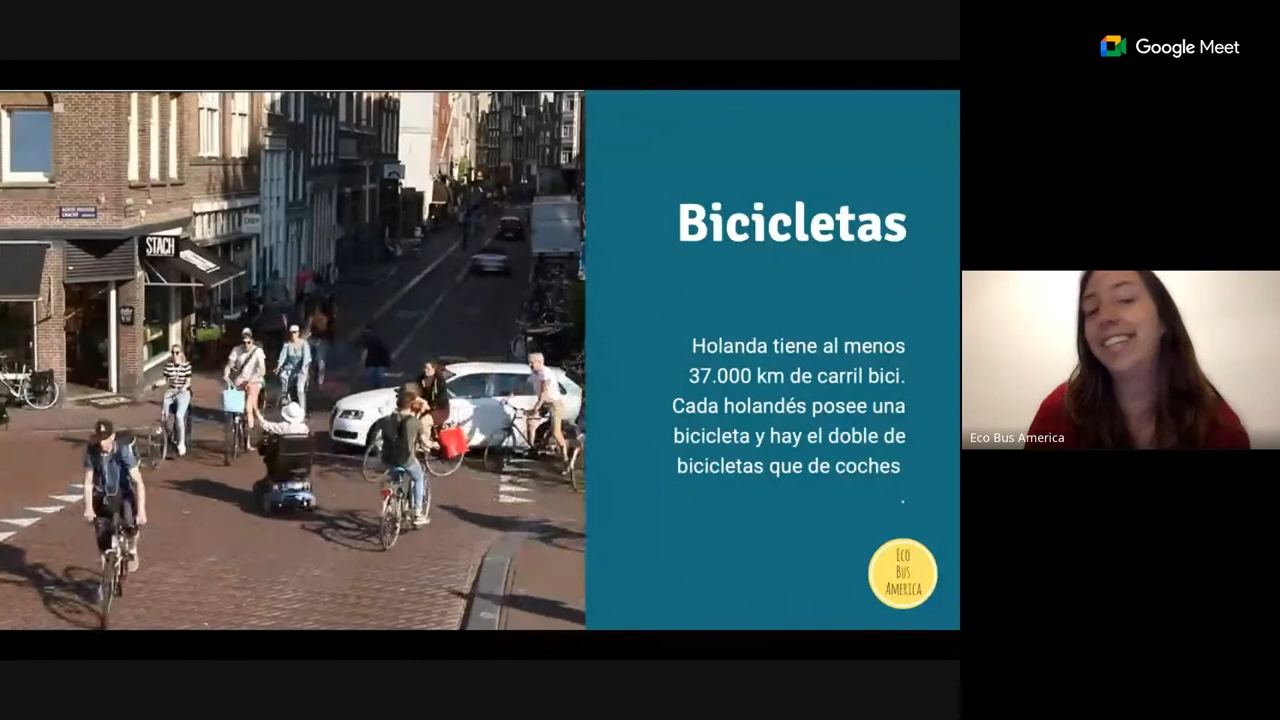 Google Meet
STACH
Bicicletas
Holanda tiene al menos
37.000 km de carril bici.
Cada holandés posee una
bicicleta y hay el doble de
bicicletas que de coches
.
Eco
Bus
America
Eco Bus America